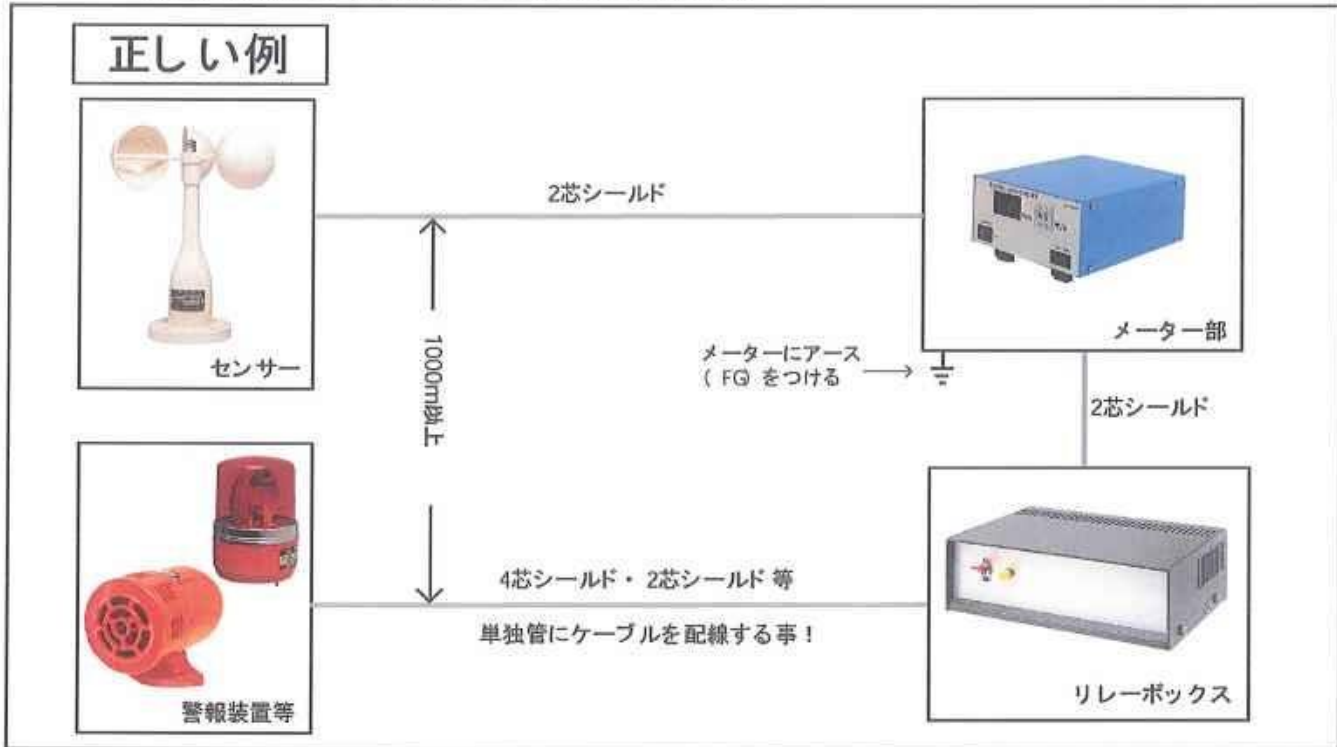 正しい例
2芯シールド
センサー
1000m以上
メーターにアース
( FG) をつける
メーター部
2芯シールド
4芯シールド・2芯シールド等
単独管にケーブルを配線する事！
警報装置等
リレーボックス